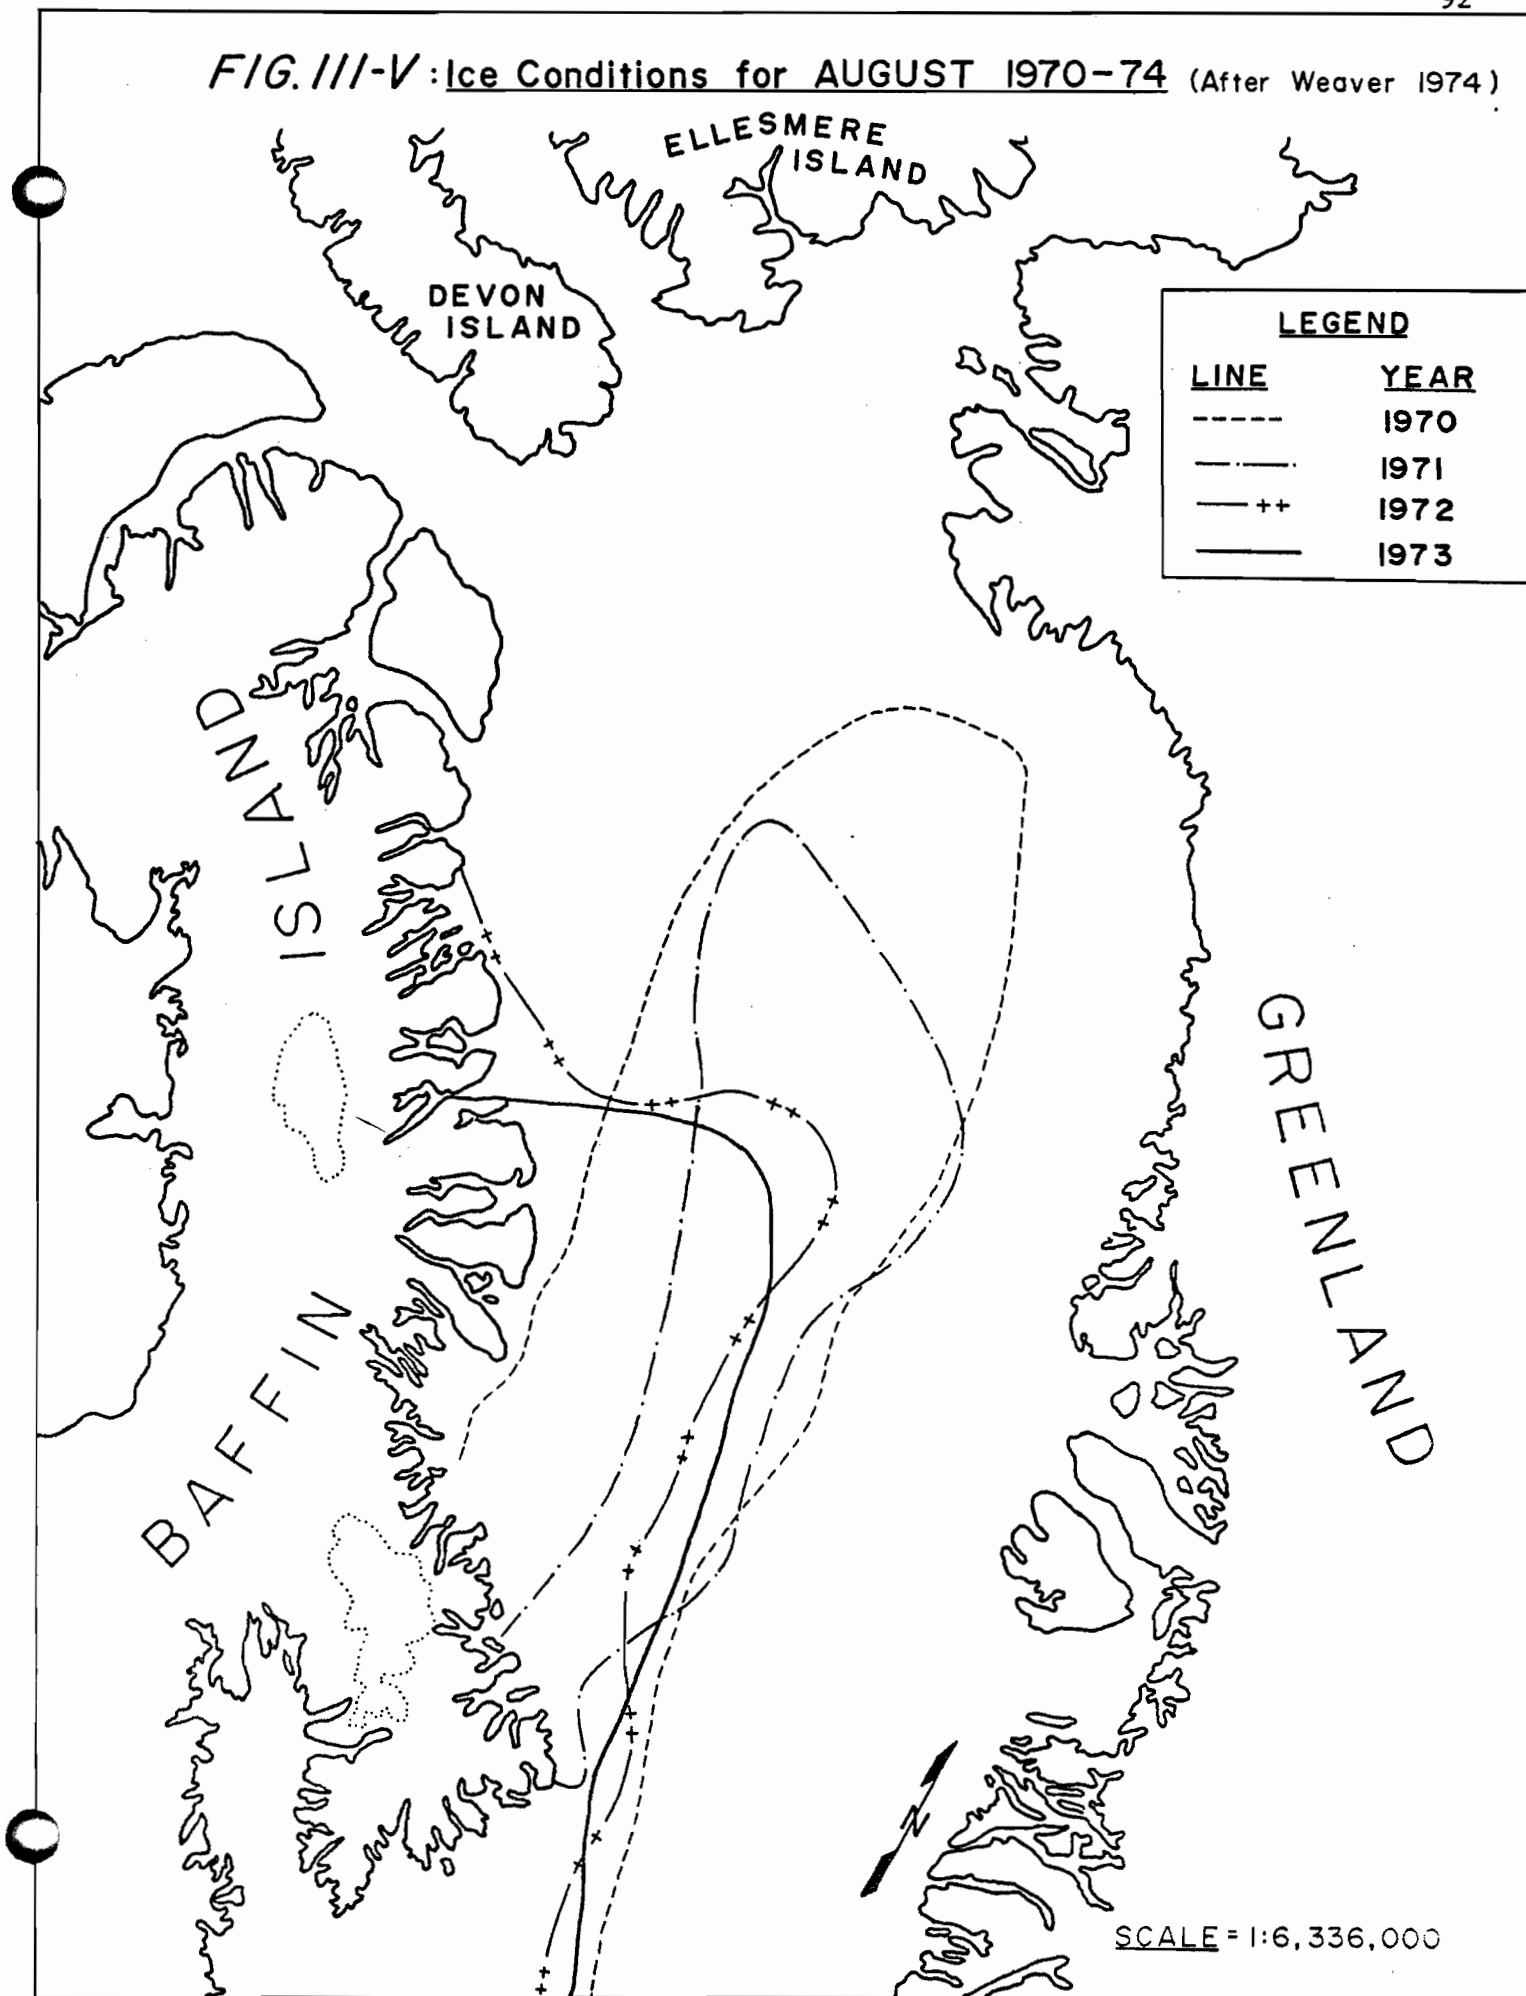 92
FIG. III-V : Ice Conditions for AUGUST 1970-74 (After Weaver 1974)
ELLESMERE
ISLAND
DEVON
ISLAND
LEGEND
LINE YEAR
1970
1971
1972
1973
BAFFIN ISLAND
GREENLAND
N
SCALE = 1:6,336,000